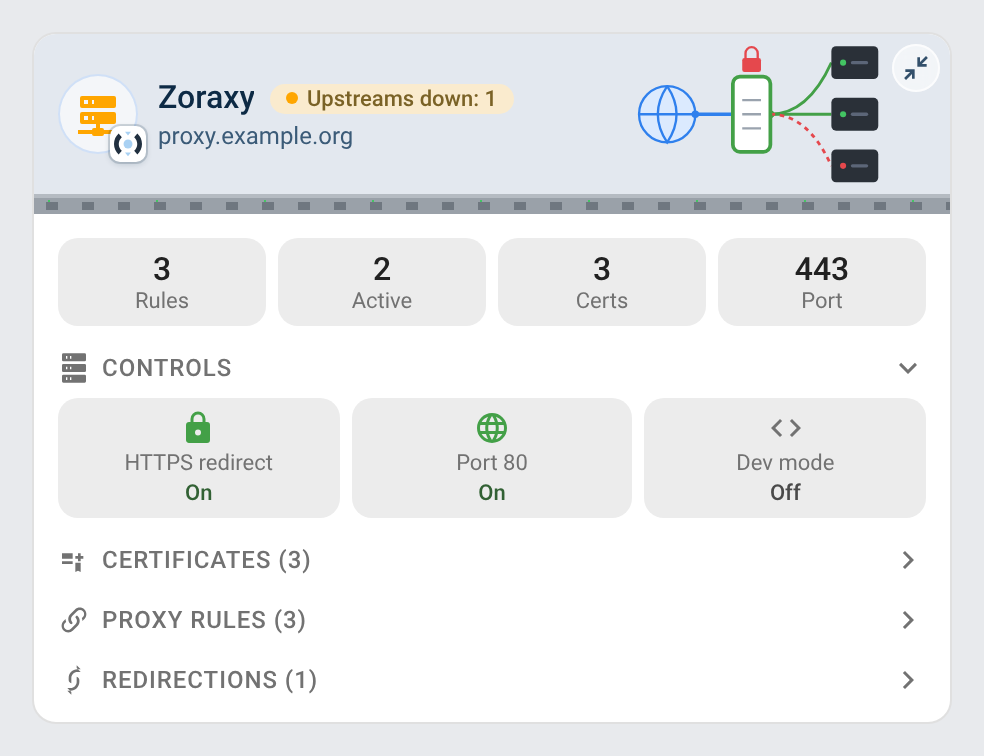 Zoraxy
Upstreams down: 1
proxy.example.org
3
Rules
2
Active
3
Certs
443
Port
CONTROLS
HTTPS redirect
On
Port 80
On
Dev mode
Off
CERTIFICATES (3)
PROXY RULES (3)
REDIRECTIONS (1)